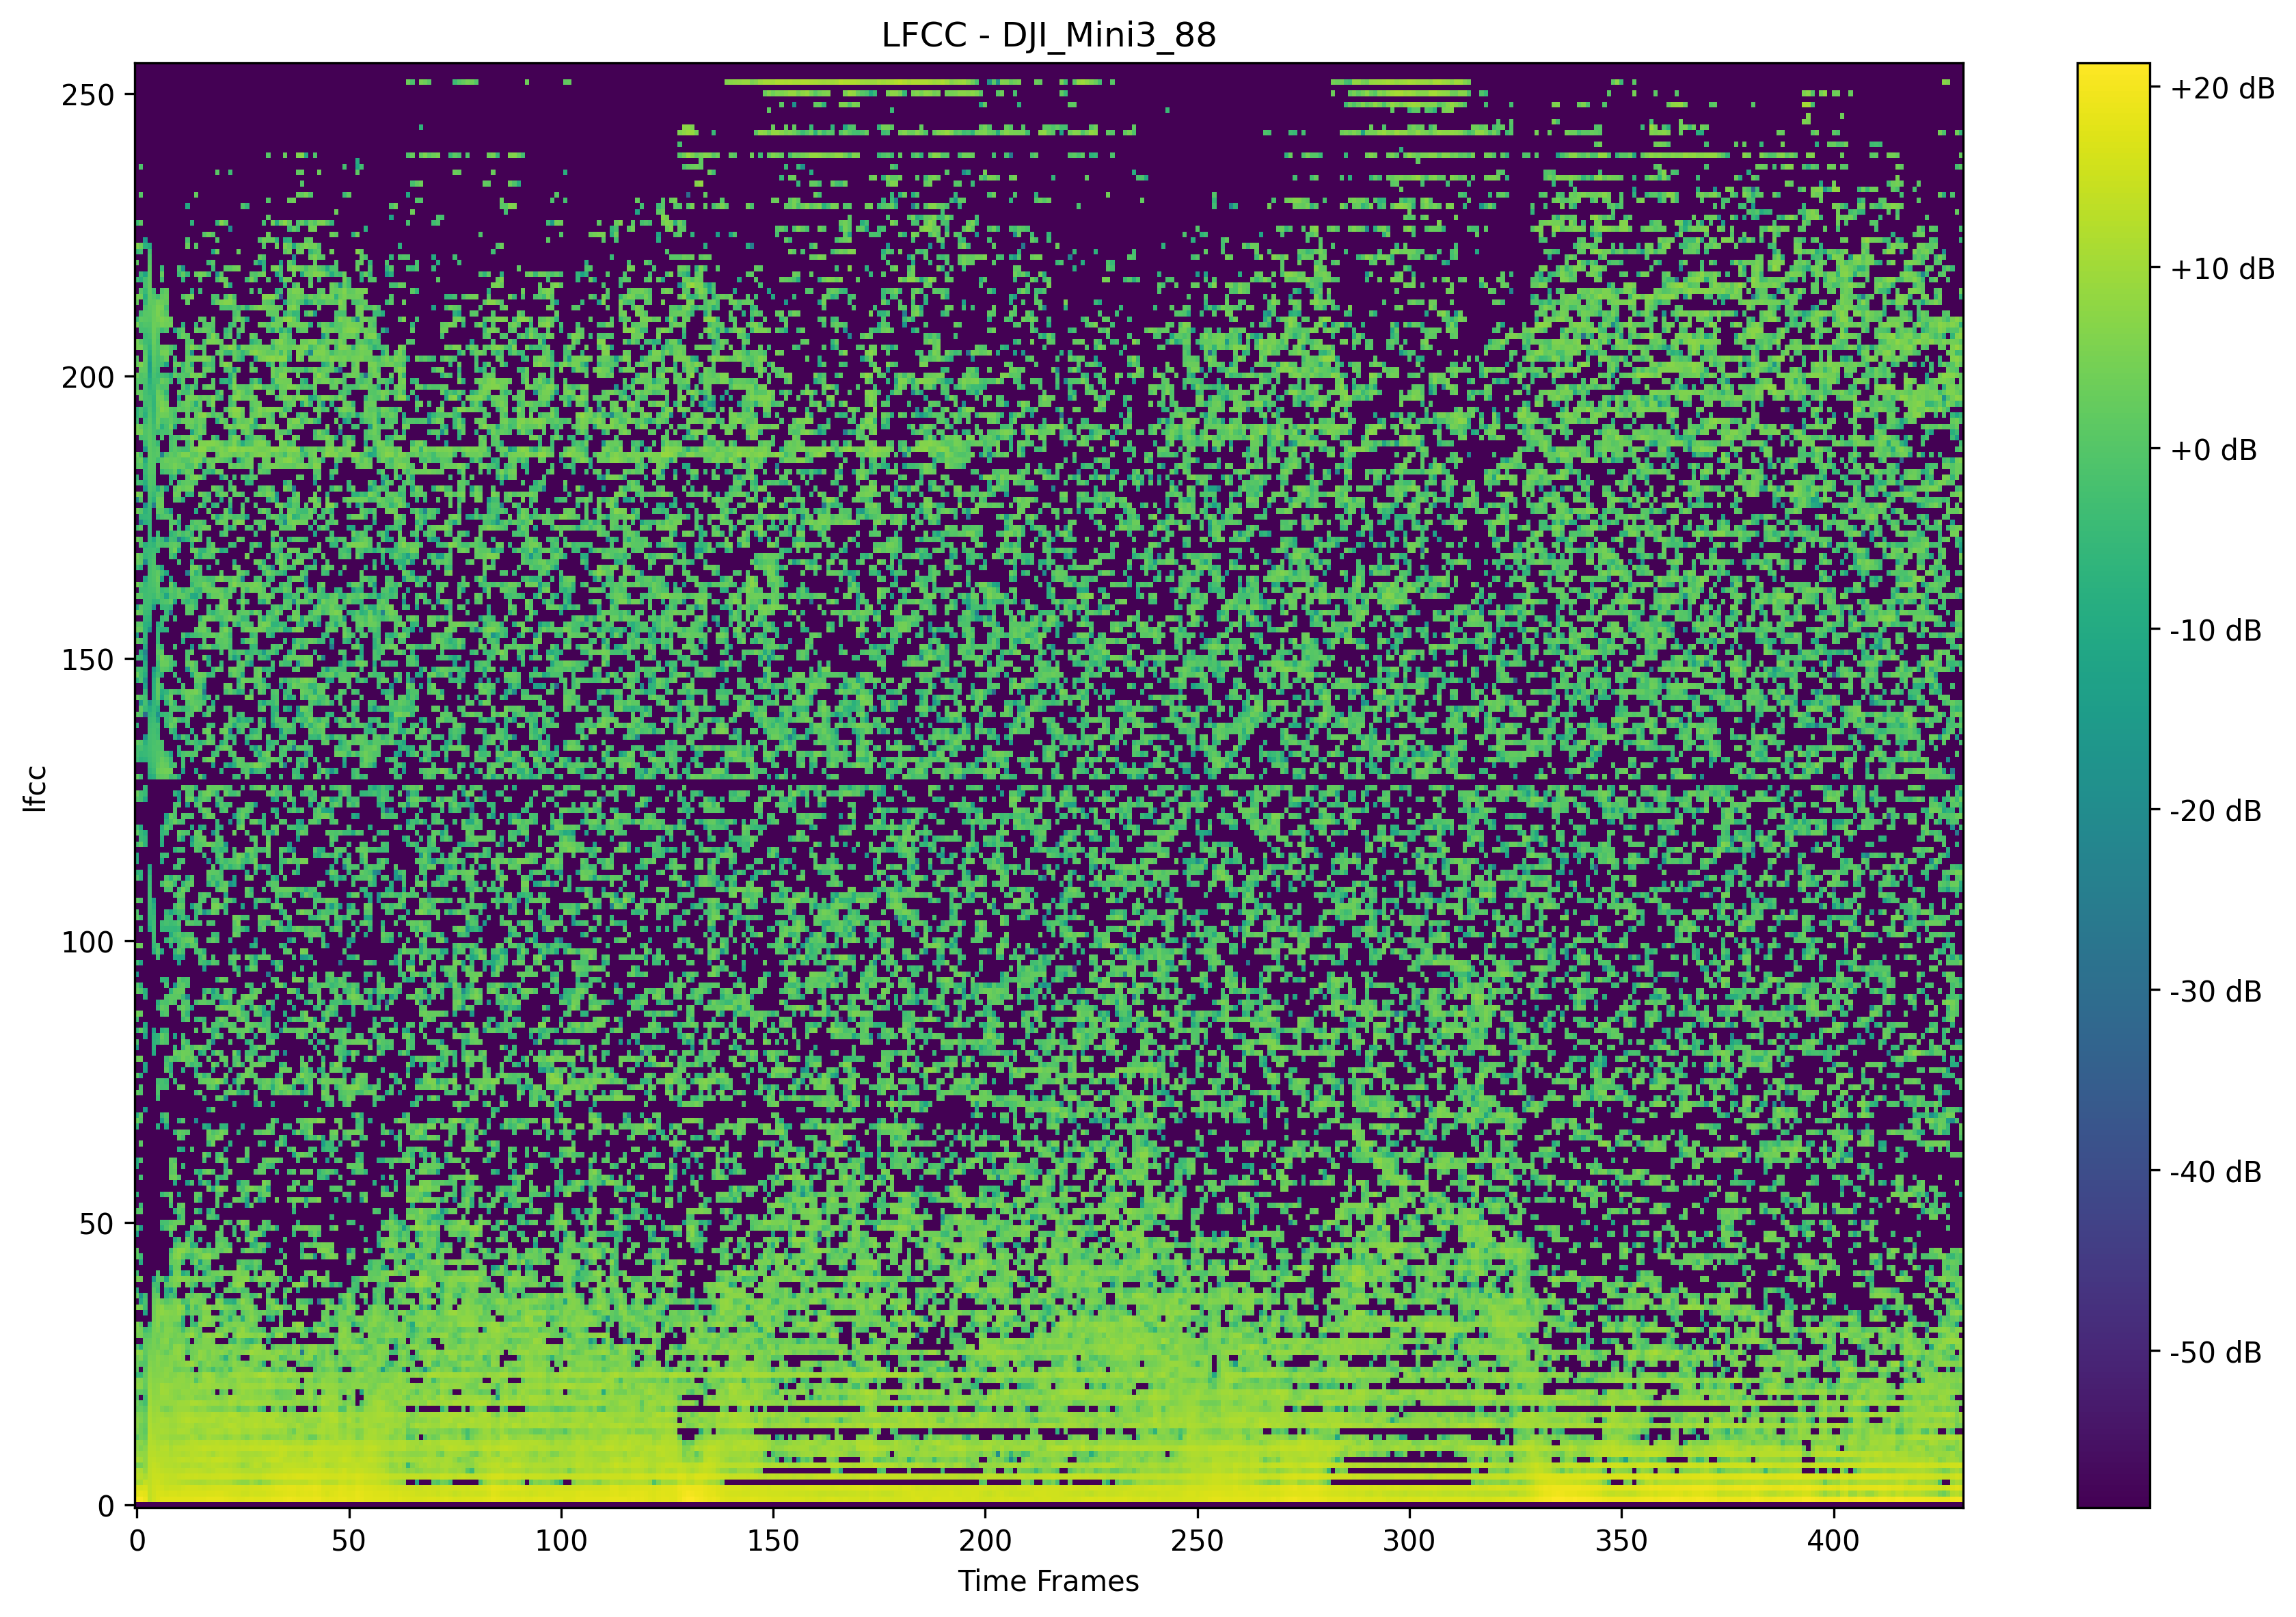 LFCC - DJI_Mini3_88
250
200
150
100
50
0
lfcc
0 50 100 150 200 250 300 350 400
Time Frames
+20 dB
+10 dB
+0 dB
-10 dB
-20 dB
-30 dB
-40 dB
-50 dB